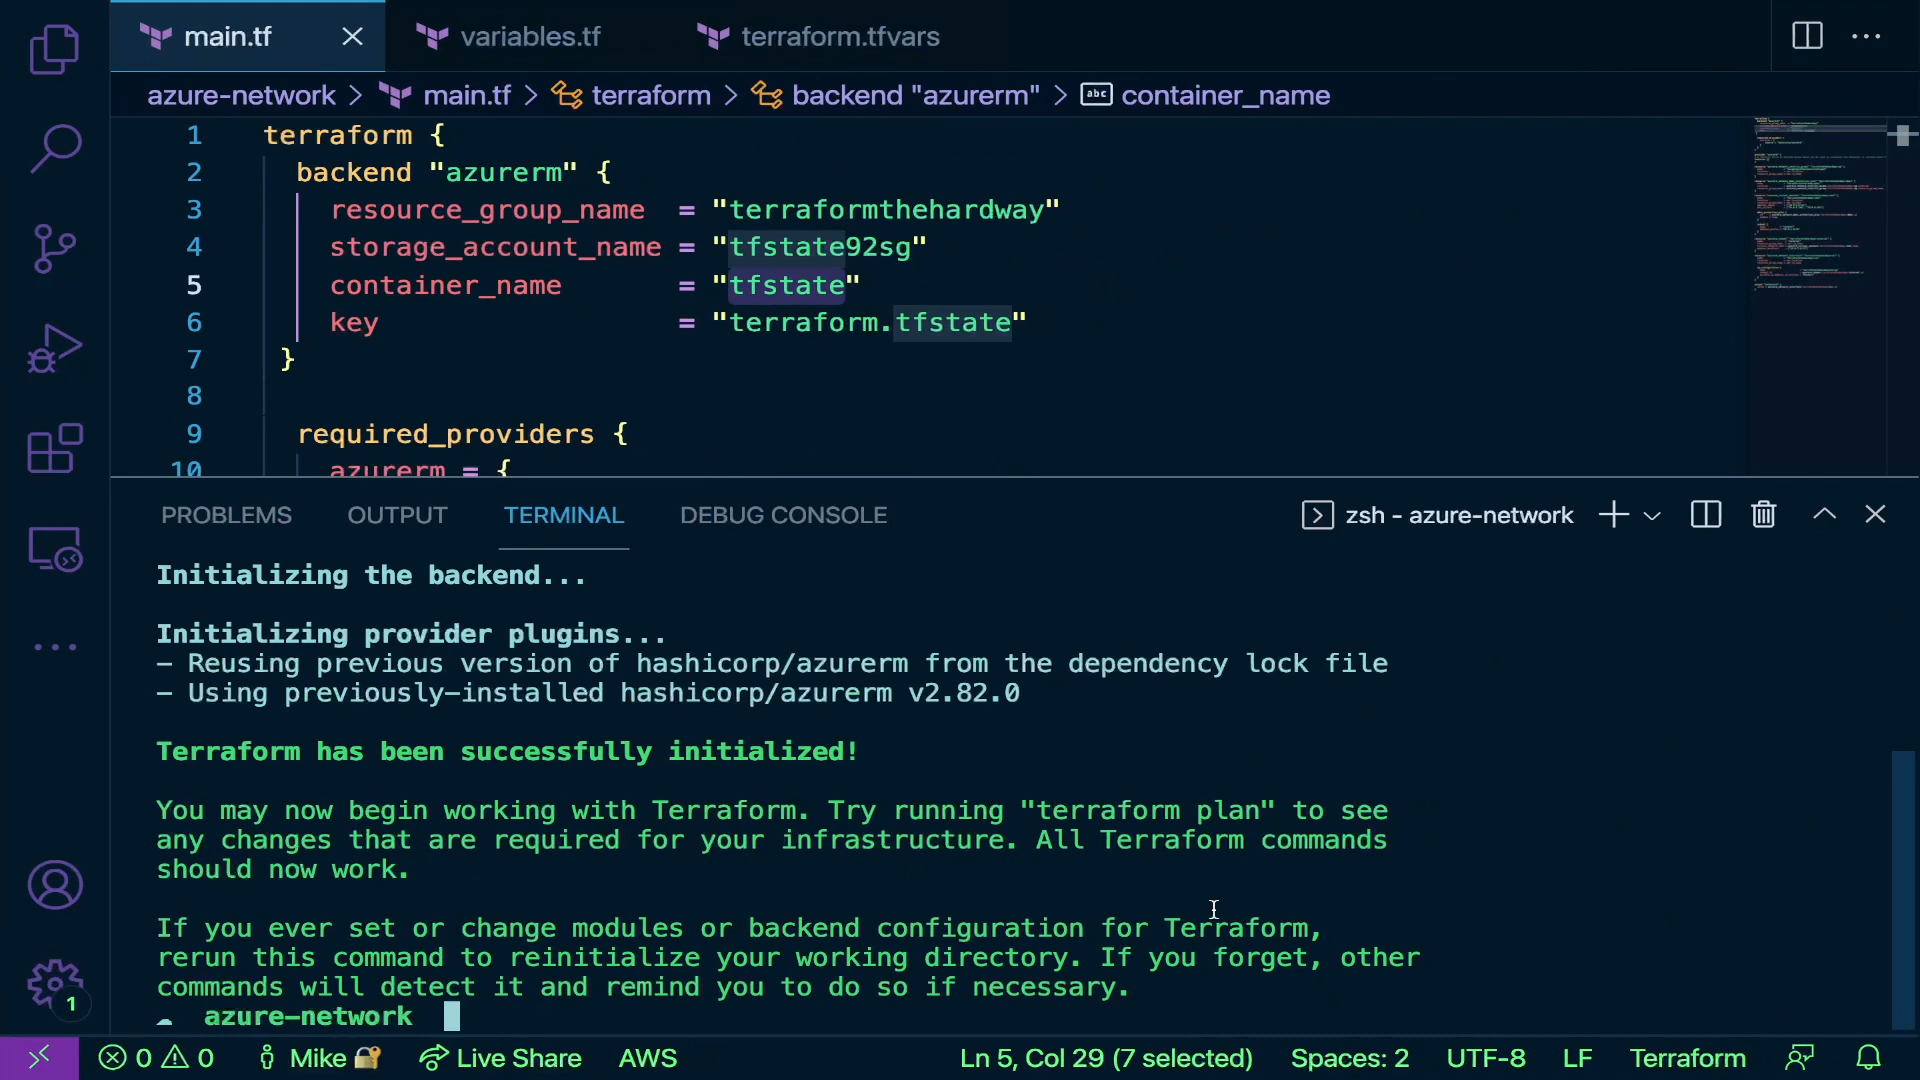 main.tf
variables.tf
terraform.tfvars
azure-network > main.tf > terraform > backend "azurerm" > abc container_name
1 terraform {
2 backend "azurerm" {
3 resource_group_name = "terraformthehardway"
4 storage_account_name = "tfstate92sg"
5 container_name = "tfstate"
6 key = "terraform.tfstate"
7 }
8
9 required_providers {
10 azurerm = {
PROBLEMS OUTPUT TERMINAL DEBUG CONSOLE
zsh - azure-network
Initializing the backend...
Initializing provider plugins...
- Reusing previous version of hashicorp/azurerm from the dependency lock file
- Using previously-installed hashicorp/azurerm v2.82.0
Terraform has been successfully initialized!
You may now begin working with Terraform. Try running "terraform plan" to see
any changes that are required for your infrastructure. All Terraform commands
should now work.
If you ever set or change modules or backend configuration for Terraform,
rerun this command to reinitialize your working directory. If you forget, other
commands will detect it and remind you to do so if necessary.
azure-network
1
0 0 Mike Live Share AWS Ln 5, Col 29 (7 selected) Spaces: 2 UTF-8 LF Terraform